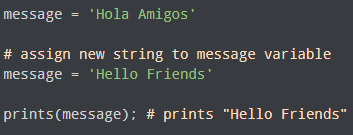 message = 'Hola Amigos'
# assign new string to message variable
message = 'Hello Friends'
prints(message); # prints "Hello Friends"